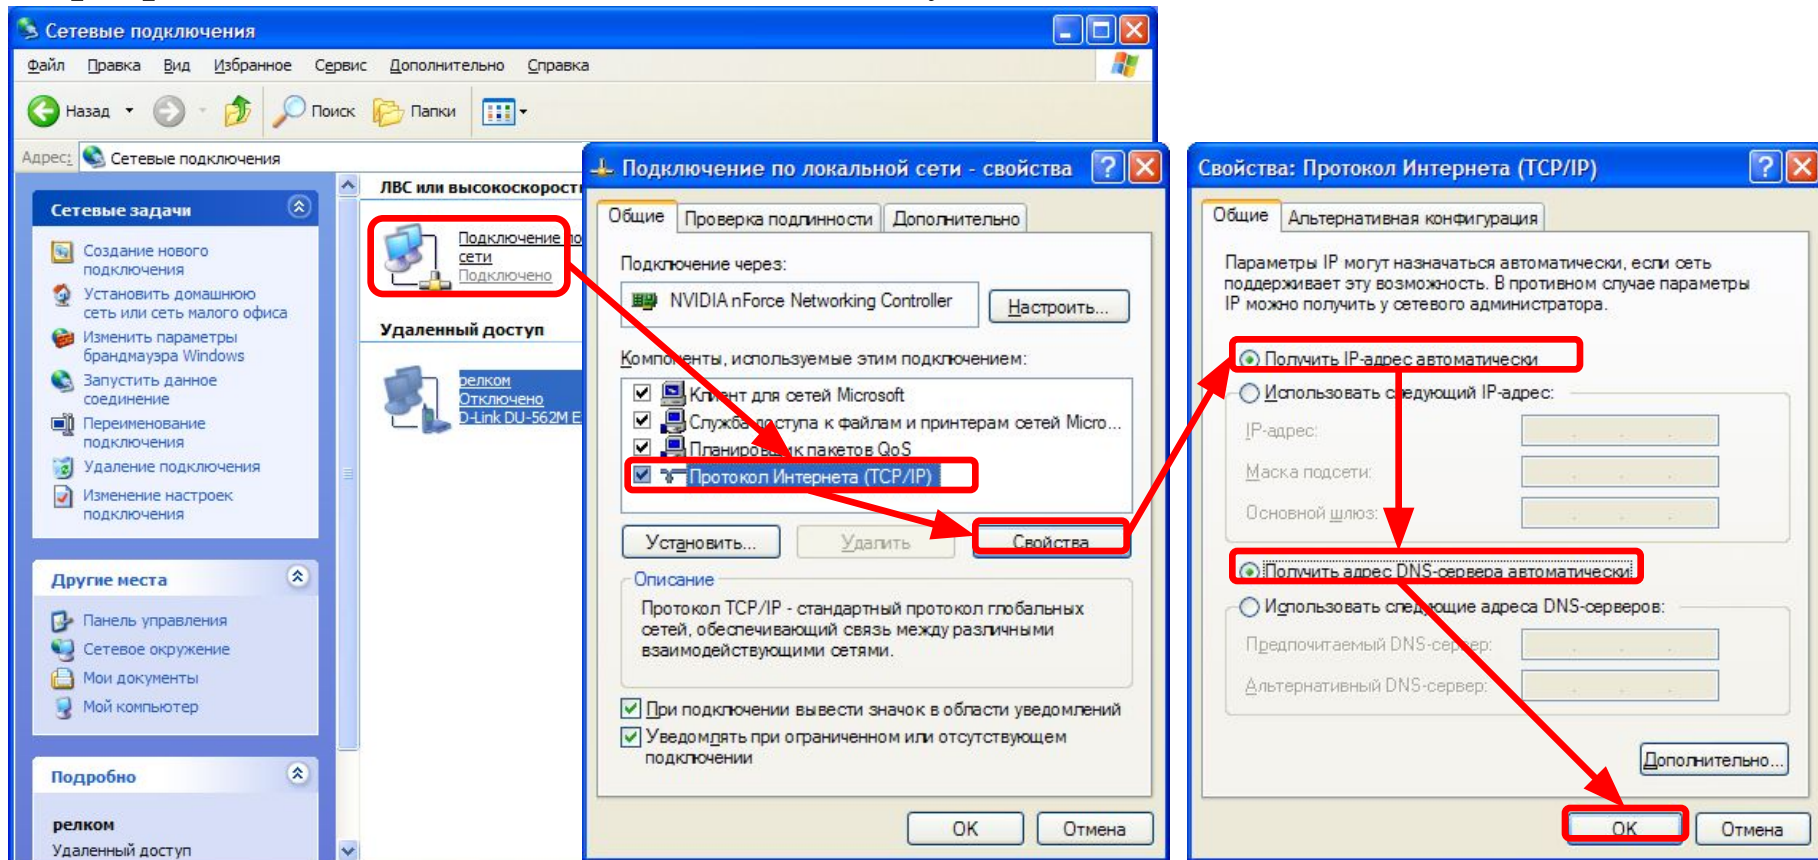 Сетевые подключения
Файл Правка Вид Избранное Сервис Дополнительно Справка
Назад Поиск Папки
Адрес: Сетевые подключения
Сетевые задачи
Создание нового
подключения
Установить домашнюю
сеть или сеть малого офиса
Изменить параметры
брандмауэра Windows
Запустить данное
соединение
Переименование
подключения
Удаление подключения
Изменение настроек
подключения
Другие места
Панель управления
Сетевое окружение
Мои документы
Мой компьютер
Подробно
релком
Удаленный доступ
ЛВС или высокоскорост
Подключение по
сети
Подключено
Удаленный доступ
релком
Отключено
D-Link DU-562M E
Подключение по локальной сети - свойства
Общие Проверка подлинности Дополнительно
Подключение через:
NVIDIA nForce Networking Controller
Настроить...
Компоненты, используемые этим подключением:
Клиент для сетей Microsoft
Служба доступа к файлам и принтерам сетей Micro...
Планировщик пакетов QoS
Протокол Интернета (TCP/IP)
Установить... Удалить Свойства
Описание
Протокол TCP/IP - стандартный протокол глобальных
сетей, обеспечивающий связь между различными
взаимодействующими сетями.
При подключении вывести значок в области уведомлений
Уведомлять при ограниченном или отсутствующем
подключении
OK Отмена
Свойства: Протокол Интернета (TCP/IP)
Общие Альтернативная конфигурация
Параметры IP могут назначаться автоматически, если сеть
поддерживает эту возможность. В противном случае параметры
IP можно получить у сетевого администратора.
Получить IP-адрес автоматически
Использовать следующий IP-адрес:
IP-адрес:
Маска подсети:
Основной шлюз:
Получить адрес DNS-сервера автоматически
Использовать следующие адреса DNS-серверов:
Предпочитаемый DNS-сервер:
Альтернативный DNS-сервер:
Дополнительно...
OK Отмена